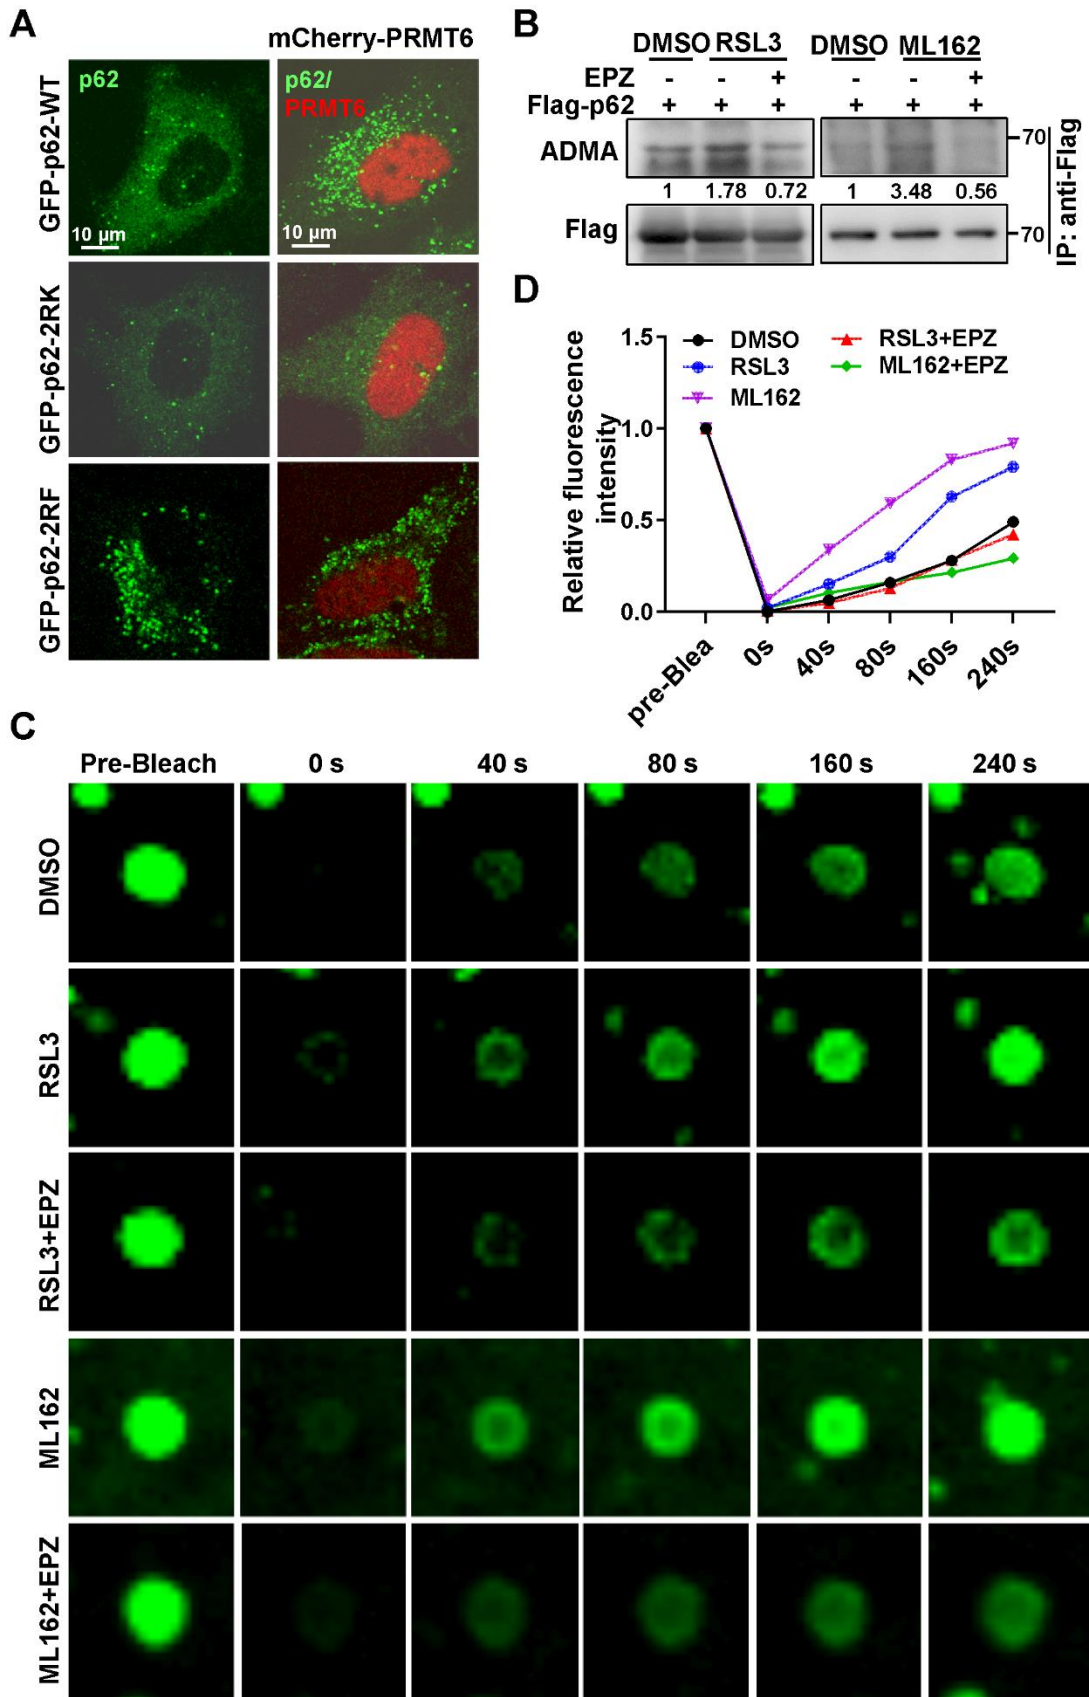 A
mCherry-PRMT6
GFP-p62-WT
p62
p62/
PRMT6
10 µm
10 µm
GFP-p62-2RK
GFP-p62-2RF
B
DMSO RSL3 DMSO ML162
EPZ - - + - - +
Flag-p62 + + + + + +
ADMA
-70
1 1.78 0.72 1 3.48 0.56
Flag
-70
IP: anti-Flag
D
Relative fluorescence
intensity
1.5
1.0
0.5
0.0
DMSO
RSL3
ML162
RSL3+EPZ
ML162+EPZ
pre-Blea 0s 40s 80s 160s 240s
C
Pre-Bleach 0 s 40 s 80 s 160 s 240 s
DMSO
RSL3
RSL3+EPZ
ML162
ML162+EPZ